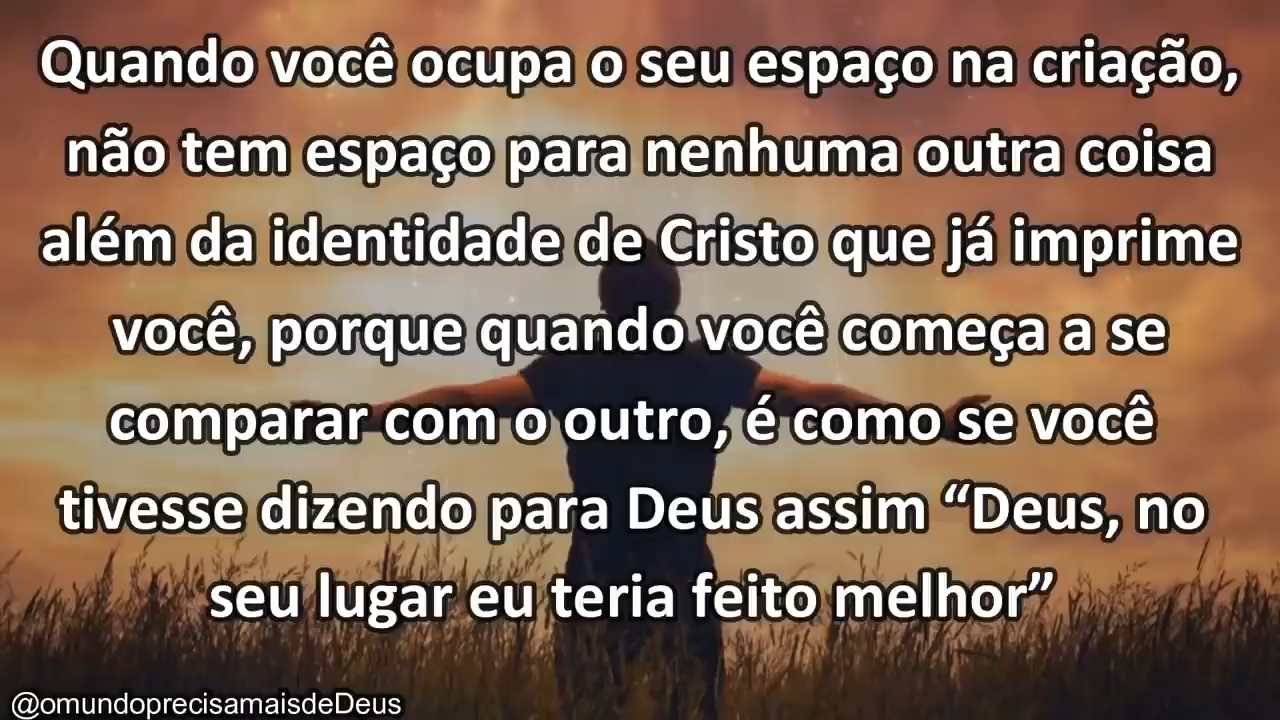 Quando você ocupa o seu espaço na criação,
não tem espaço para nenhuma outra coisa
além da identidade de Cristo que já imprime
você, porque quando você começa a se
comparar com o outro, é como se você
tivesse dizendo para Deus assim “Deus, no
seu lugar eu teria feito melhor”
@omundoprecisamaisdeDeus